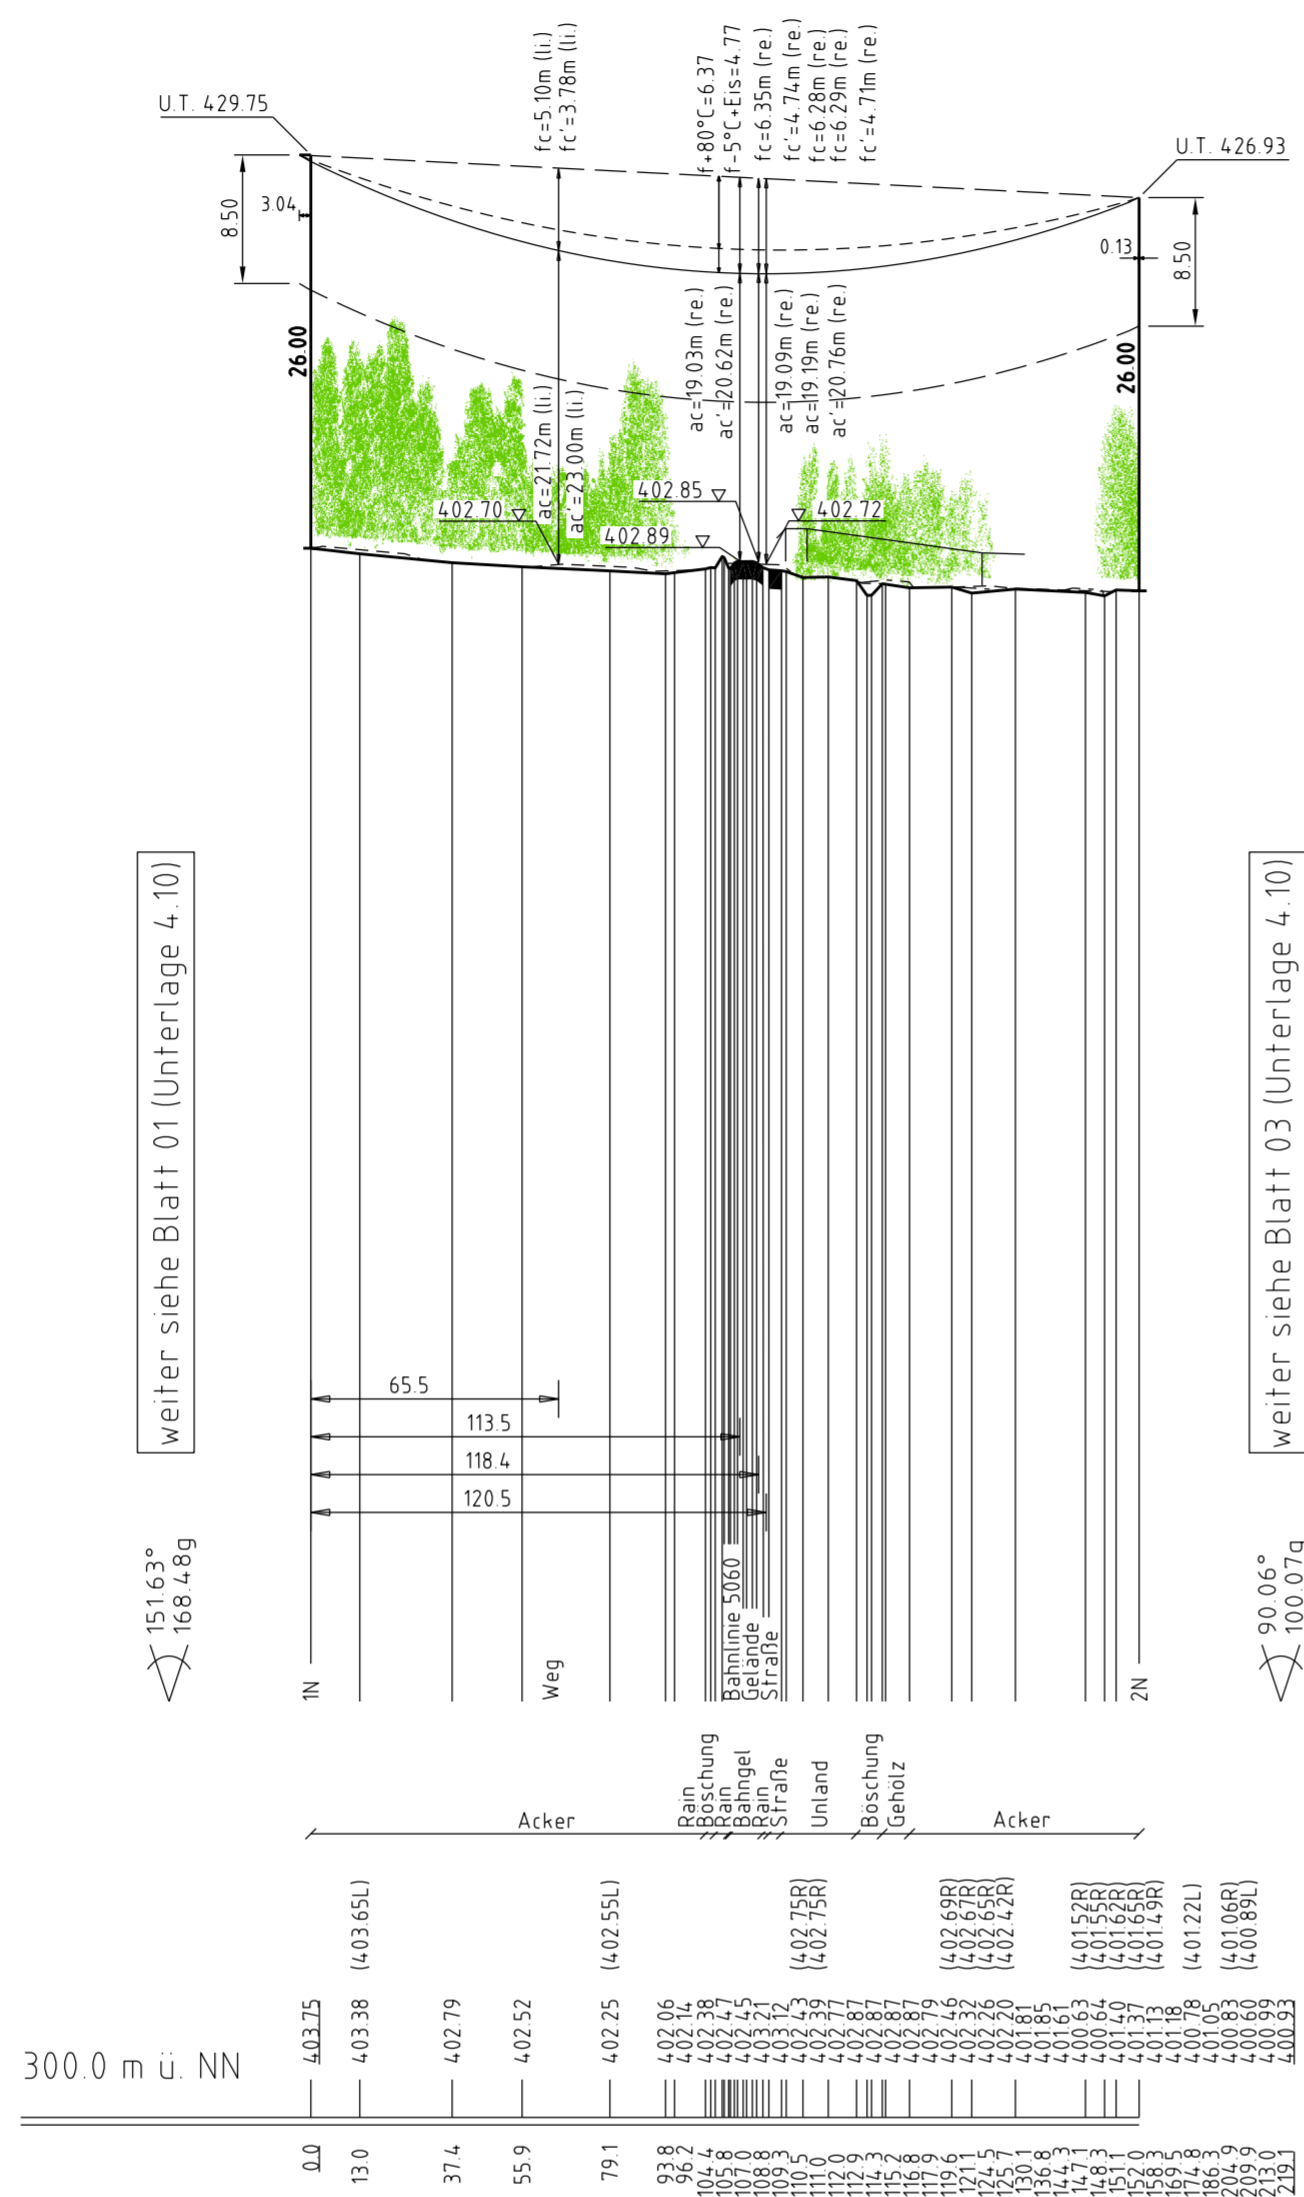 U.T. 429.75
8.50
3.04
26.00
fc=5.10m (li.)
fc'=3.78m (li.)
f+80°C=6.37
f-5°C+Eis=4.77
fc=6.35m (re.)
fc'=4.74m (re.)
fc=6.28m (re.)
fc=6.29m (re.)
fc'=4.71m (re.)
U.T. 426.93
0.13
8.50
26.00
ac=21.72m (li.)
ac'=23.00m (li.)
ac=19.03m (re.)
ac'=20.62m (re.)
ac=19.09m (re.)
ac=19.19m (re.)
ac'=20.76m (re.)
402.70
402.85
402.89
402.72
weiter siehe Blatt 01 (Unterlage 4.10)
weiter siehe Blatt 03 (Unterlage 4.10)
65.5
113.5
118.4
120.5
151.63°
168.48g
90.06°
100.07g
1N
Weg
Bahnlinie 5060
Gelände
Straße
2N
Acker
Rain
Böschung
Rain
Bahngel
Rain
Straße
Unland
Böschung
Gehölz
Acker
(403.65L)
(402.55L)
(402.75R)
(402.75R)
(402.69R)
(402.67R)
(402.65R)
(402.42R)
(401.52R)
(401.55R)
(401.62R)
(401.65R)
(401.49R)
(401.22L)
(401.06R)
(400.89L)
300.0 m ü. NN
403.75
403.38
402.79
402.52
402.25
402.06
402.14
402.38
402.47
402.45
403.21
403.12
402.43
402.39
402.77
402.87
402.87
402.87
402.87
402.79
402.46
402.32
402.26
402.20
401.81
401.85
401.61
400.63
400.64
401.40
401.37
401.13
401.18
400.78
401.05
400.83
400.60
400.99
400.93
0.0
13.0
37.4
55.9
79.1
93.8
96.2
104.4
105.8
107.0
108.8
109.3
110.5
111.0
112.0
112.9
114.3
115.2
116.8
117.9
119.6
121.1
124.5
125.7
130.1
136.8
144.3
147.1
148.3
151.1
152.0
158.3
169.5
174.8
186.3
204.9
209.9
213.0
219.1